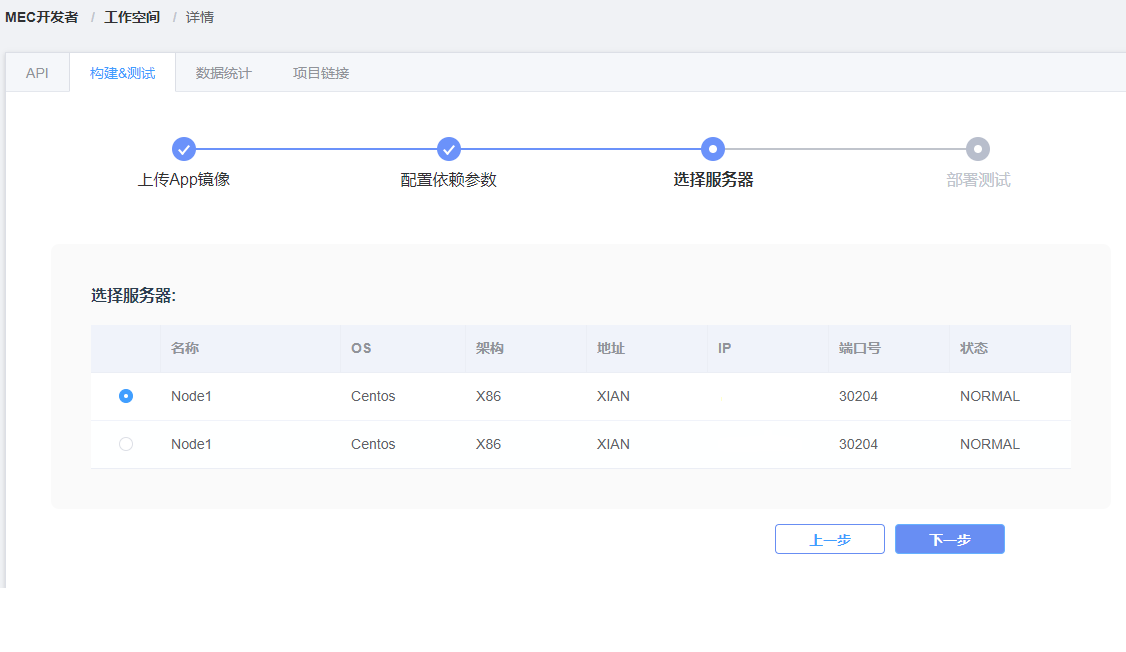 MEC开发者 / 工作空间 / 详情
API 构建&测试 数据统计 项目链接
上传App镜像 配置依赖参数 选择服务器 部署测试
选择服务器:
名称 OS 架构 地址 IP 端口号 状态
Node1 Centos X86 XIAN 30204 NORMAL
Node1 Centos X86 XIAN 30204 NORMAL
上一步 下一步